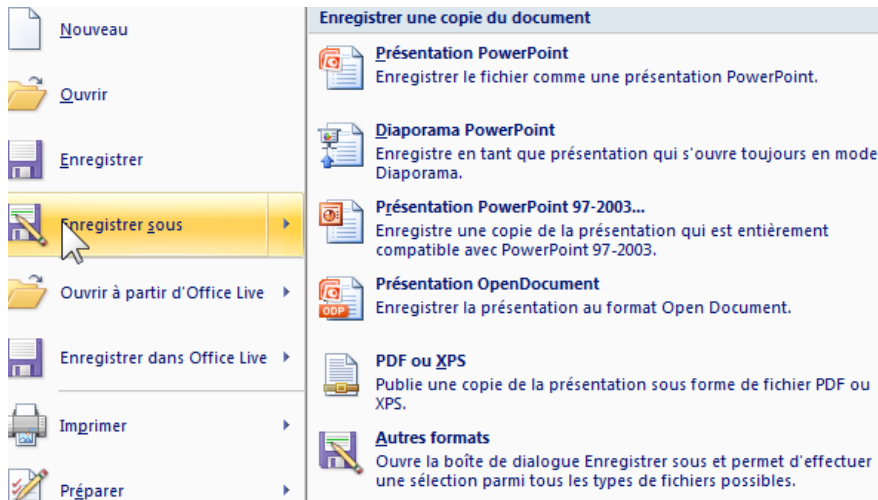 Nouveau
Ouvrir
Enregistrer
Enregistrer sous
Ouvrir à partir d'Office Live
Enregistrer dans Office Live
Imprimer
Préparer
Enregistrer une copie du document
Présentation PowerPoint
Enregistrer le fichier comme une présentation PowerPoint.
Diaporama PowerPoint
Enregistre en tant que présentation qui s'ouvre toujours en mode
Diaporama.
Présentation PowerPoint 97-2003...
Enregistre une copie de la présentation qui est entièrement
compatible avec PowerPoint 97-2003.
Présentation OpenDocument
ODP
Enregistrer la présentation au format Open Document.
PDF ou XPS
Publie une copie de la présentation sous forme de fichier PDF ou
XPS.
Autres formats
Ouvre la boîte de dialogue Enregistrer sous et permet d'effectuer
une sélection parmi tous les types de fichiers possibles.